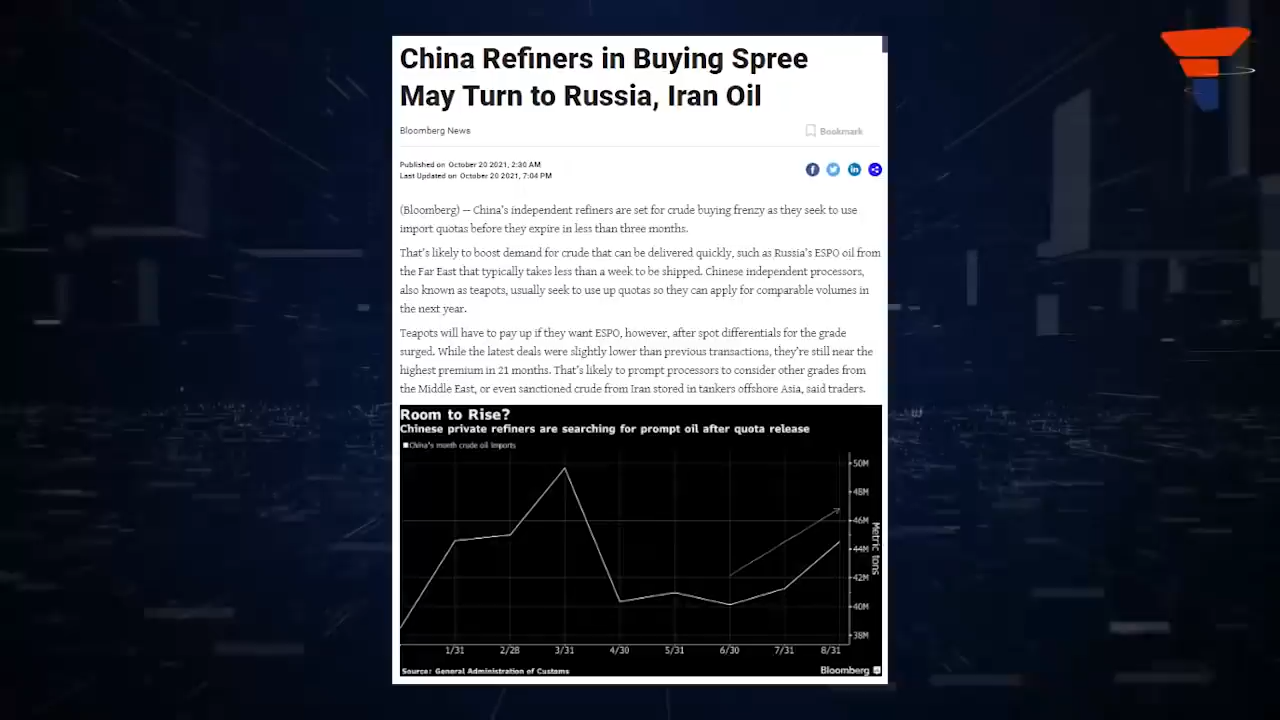 China Refiners in Buying Spree
May Turn to Russia, Iran Oil
Bloomberg News
Bookmark
Published on October 20 2021, 2:30 AM
Last Updated on October 20 2021, 7:04 PM
(Bloomberg) — China's independent refiners are set for crude buying frenzy as they seek to use
import quotas before they expire in less than three months.
That's likely to boost demand for crude that can be delivered quickly, such as Russia's ESPO oil from
the Far East that typically takes less than a week to be shipped. Chinese independent processors,
also known as teapots, usually seek to use up quotas so they can apply for comparable volumes in
the next year.
Teapots will have to pay up if they want ESPO, however, after spot differentials for the grade
surged. While the latest deals were slightly lower than previous transactions, they're still near the
highest premium in 21 months. That's likely to prompt processors to consider other grades from
the Middle East, or even sanctioned crude from Iran stored in tankers offshore Asia, said traders.
Room to Rise?
Chinese private refiners are searching for prompt oil after quota release
China's month crude oil imports
50M
48M
46M
44M
42M
40M
38M
Metric tons
1/31 2/28 3/31 4/30 5/31 6/30 7/31 8/31
Source: General Administration of Customs
Bloomberg